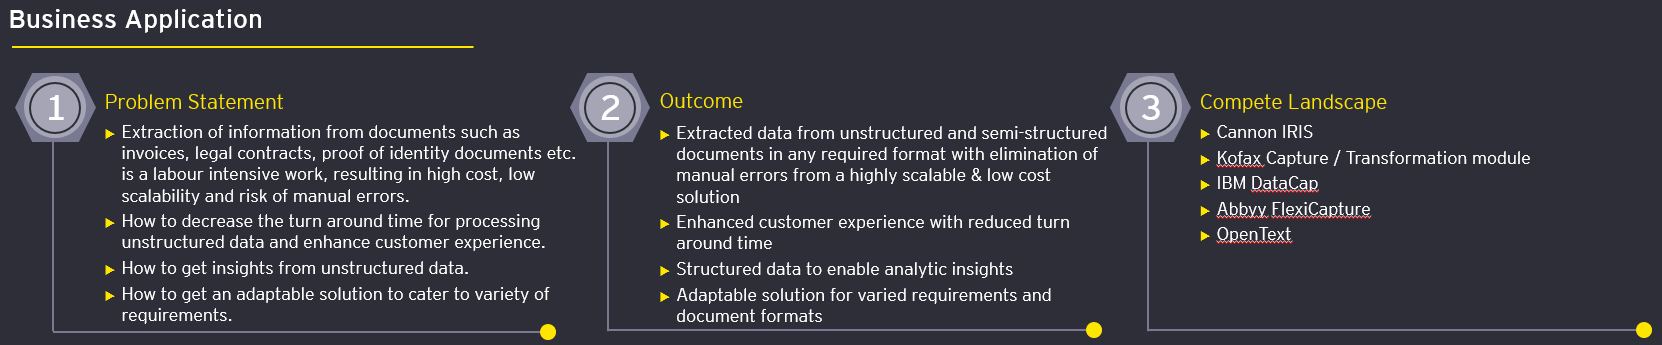 Business Application
1
Problem Statement
Extraction of information from documents such as
invoices, legal contracts, proof of identity documents etc.
is a labour intensive work, resulting in high cost, low
scalability and risk of manual errors.
How to decrease the turn around time for processing
unstructured data and enhance customer experience.
How to get insights from unstructured data.
How to get an adaptable solution to cater to variety of
requirements.
2
Outcome
Extracted data from unstructured and semi-structured
documents in any required format with elimination of
manual errors from a highly scalable & low cost
solution
Enhanced customer experience with reduced turn
around time
Structured data to enable analytic insights
Adaptable solution for varied requirements and
document formats
3
Compete Landscape
Cannon IRIS
Kofax Capture / Transformation module
IBM DataCap
Abbyy FlexiCapture
OpenText